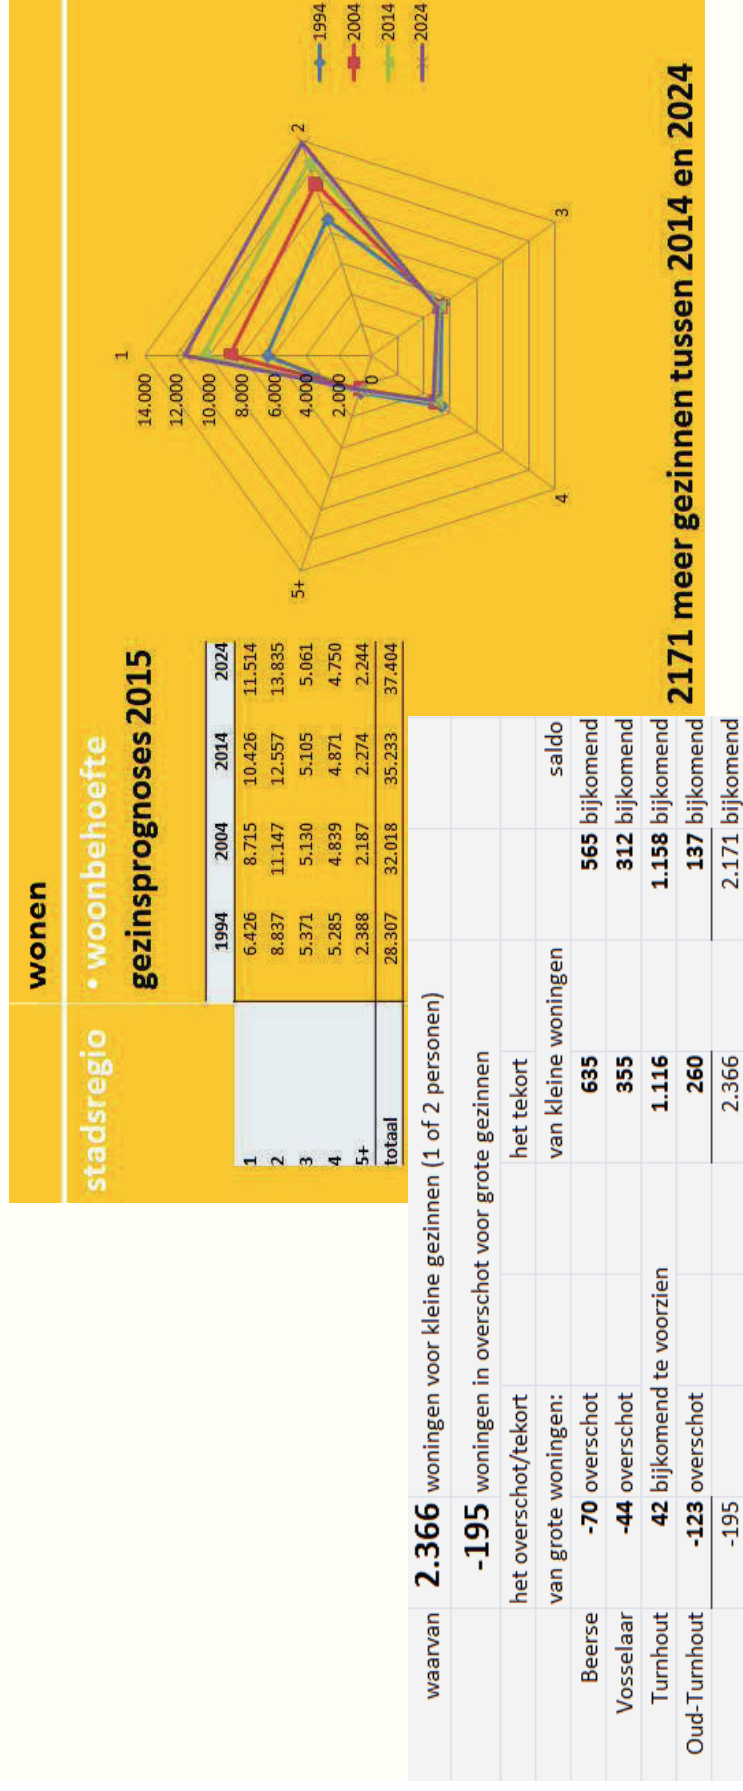 wonen
stadsregio • woonbehoefte
gezinsprognoses 2015
1994 2004 2014 2024
1 6.426 8.715 10.426 11.514
2 8.837 11.147 12.557 13.835
3 5.371 5.130 5.105 5.061
4 5.285 4.839 4.871 4.750
5+ 2.388 2.187 2.274 2.244
totaal 28.307 32.018 35.233 37.404
1
14.000
12.000
10.000
8.000
6.000
4.000
2.000
0
2
3
4
5+
1994
2004
2014
2024
2171 meer gezinnen tussen 2014 en 2024
waarvan 2.366 woningen voor kleine gezinnen (1 of 2 personen)
-195 woningen in overschot voor grote gezinnen
het overschot/tekort het tekort
van grote woningen: van kleine woningen saldo
Beerse -70 overschot 635 565 bijkomend
Vosselaar -44 overschot 355 312 bijkomend
Turnhout 42 bijkomend te voorzien 1.116 1.158 bijkomend
Oud-Turnhout -123 overschot 260 137 bijkomend
-195 2.366 2.171 bijkomend